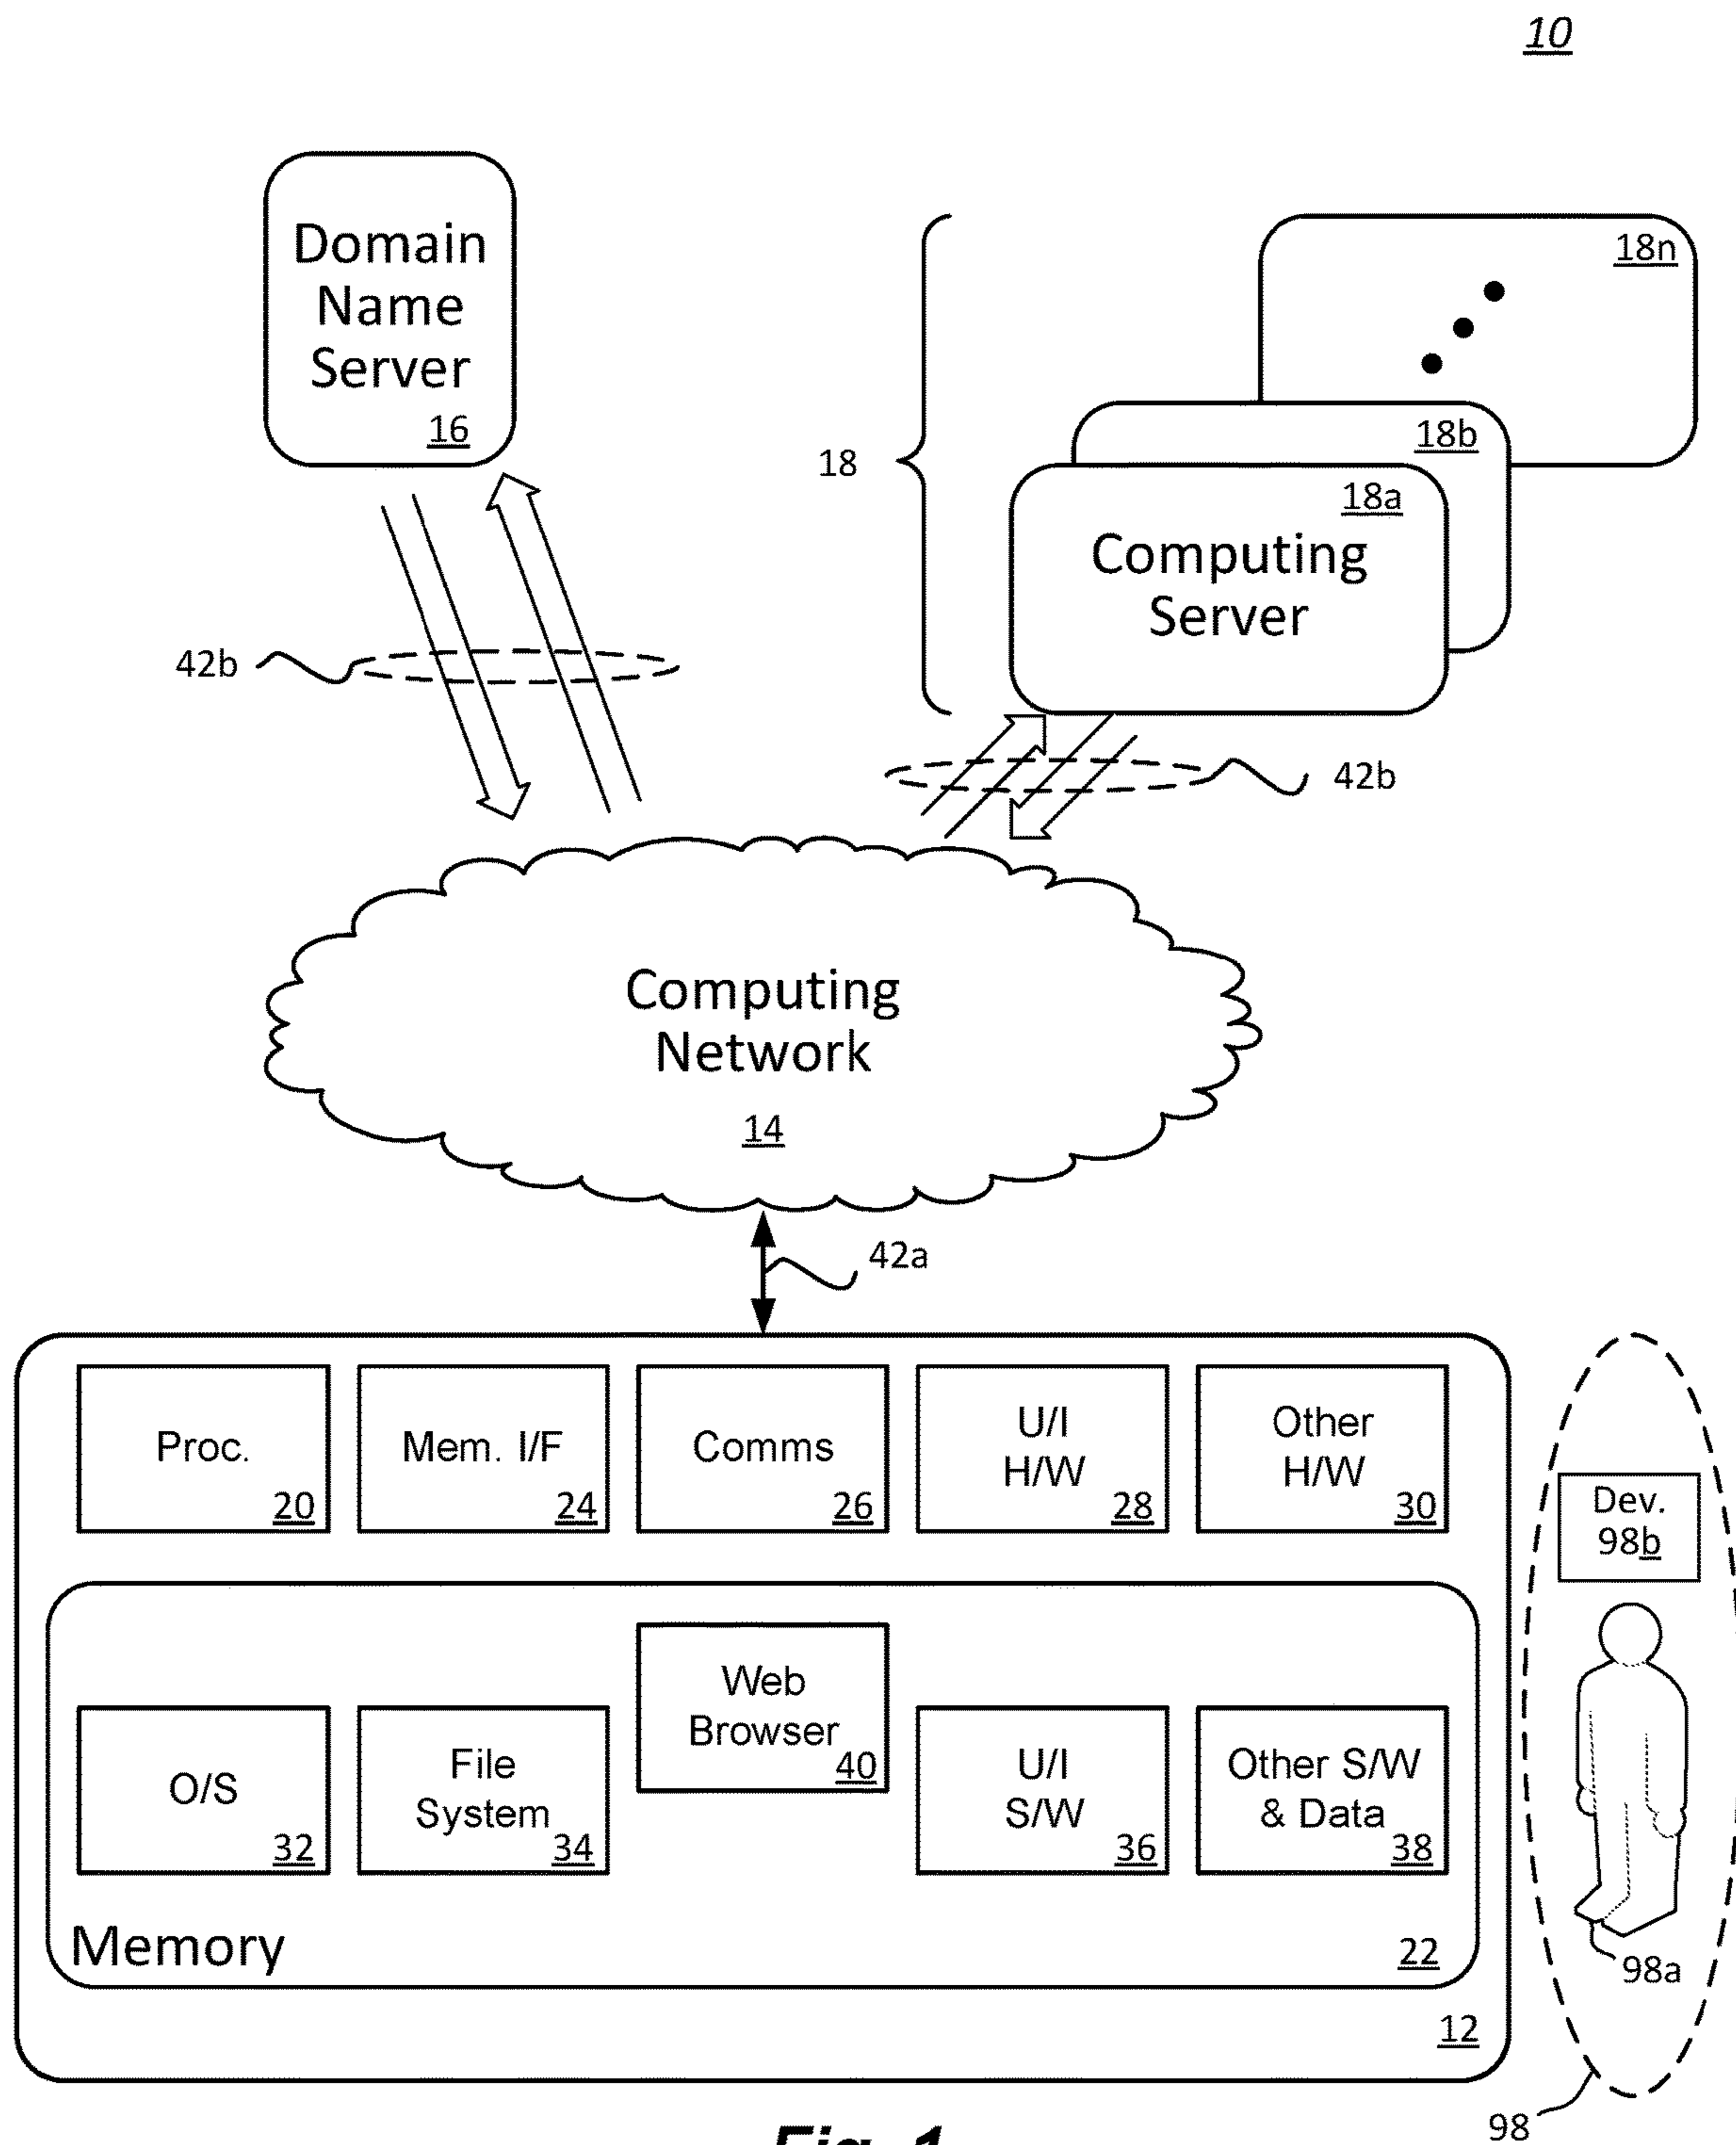 10
Domain
Name
Server
16
18
18n
18b
18a
Computing
Server
42b
42b
Computing
Network
14
42a
Proc.
20
Mem. I/F
24
Comms
26
U/I
H/W
28
Other
H/W
30
Dev.
98b
O/S
32
File
System
34
Web
Browser
40
U/I
S/W
36
Other S/W
& Data
38
Memory
22
98a
12
98
Fig. 1